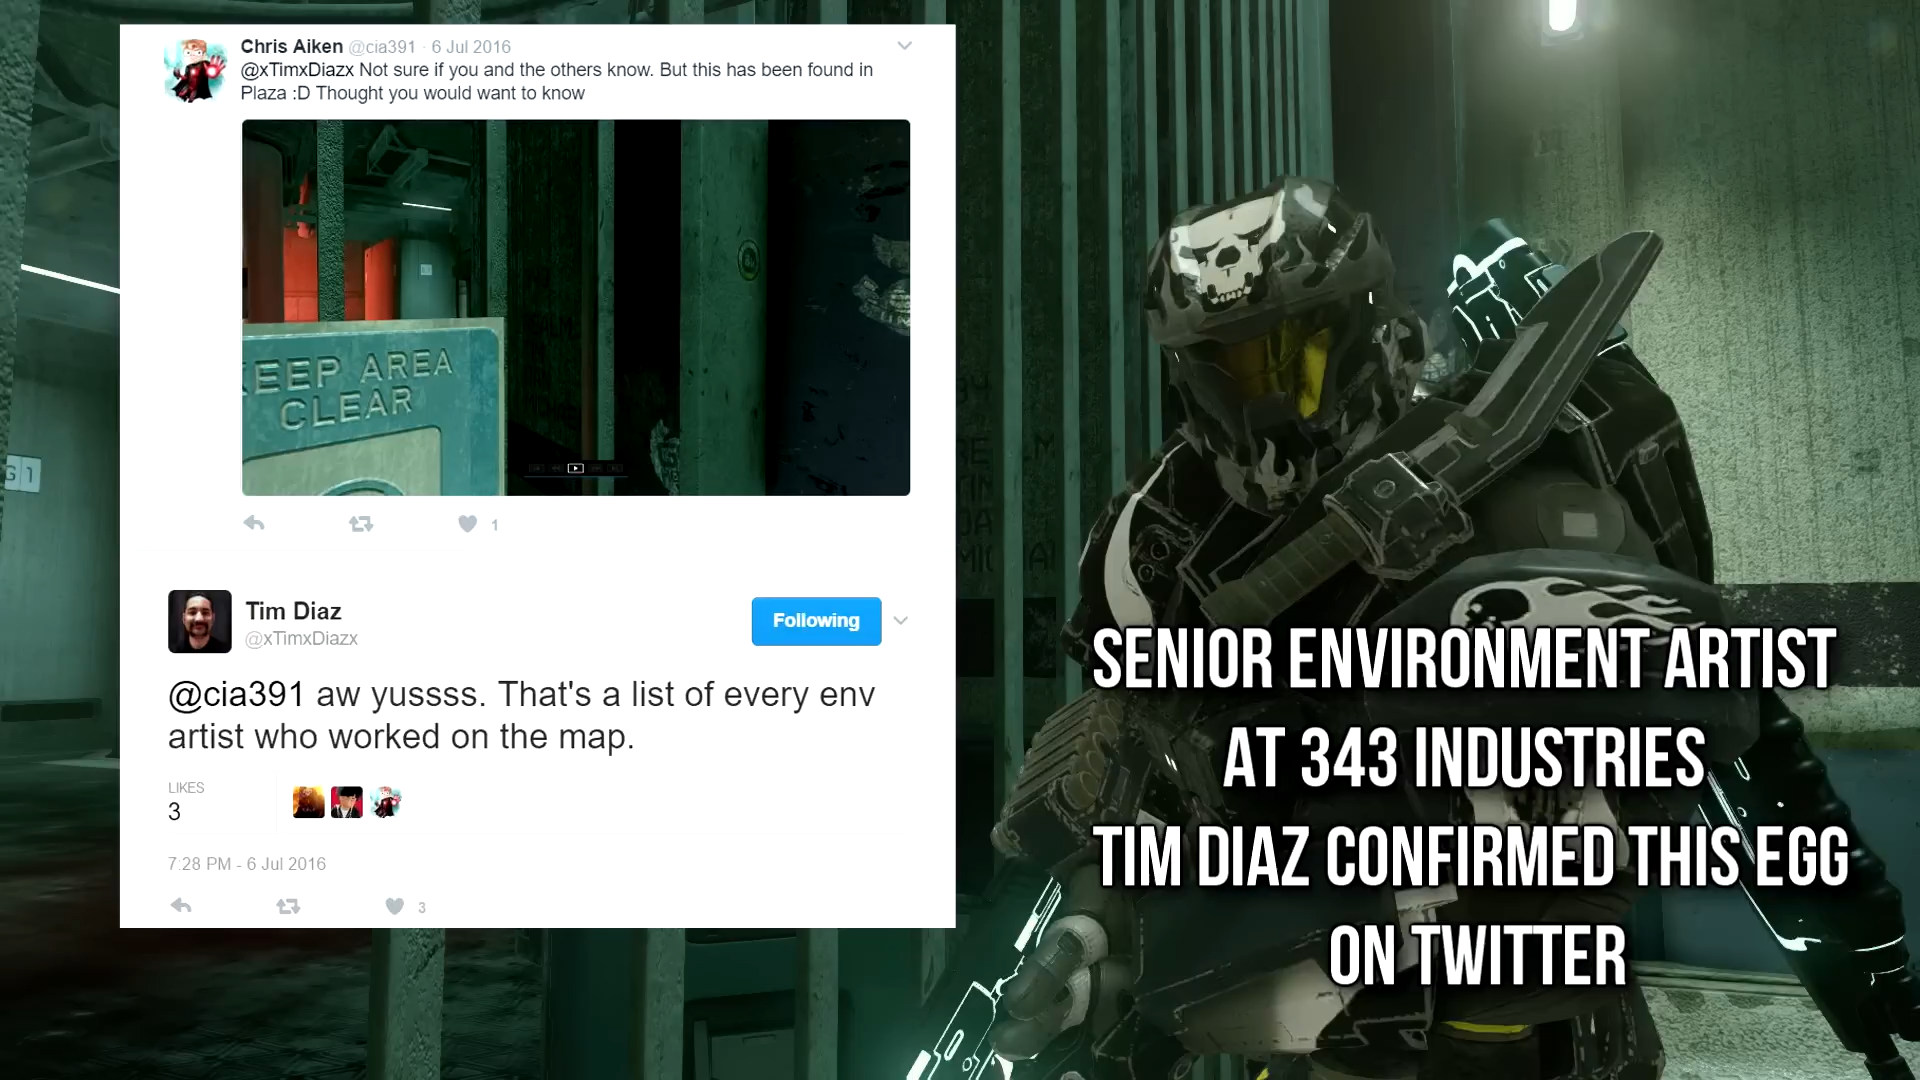 Chris Aiken @cia391 · 6 Jul 2016
@xTimxDiazx Not sure if you and the others know. But this has been found in
Plaza :D Thought you would want to know
KEEP AREA
CLEAR
1
Tim Diaz
@xTimxDiazx
Following
@cia391 aw yussss. That's a list of every env
artist who worked on the map.
LIKES
3
7:28 PM - 6 Jul 2016
3
G1
SENIOR ENVIRONMENT ARTIST
AT 343 INDUSTRIES
TIM DIAZ CONFIRMED THIS EGG
ON TWITTER